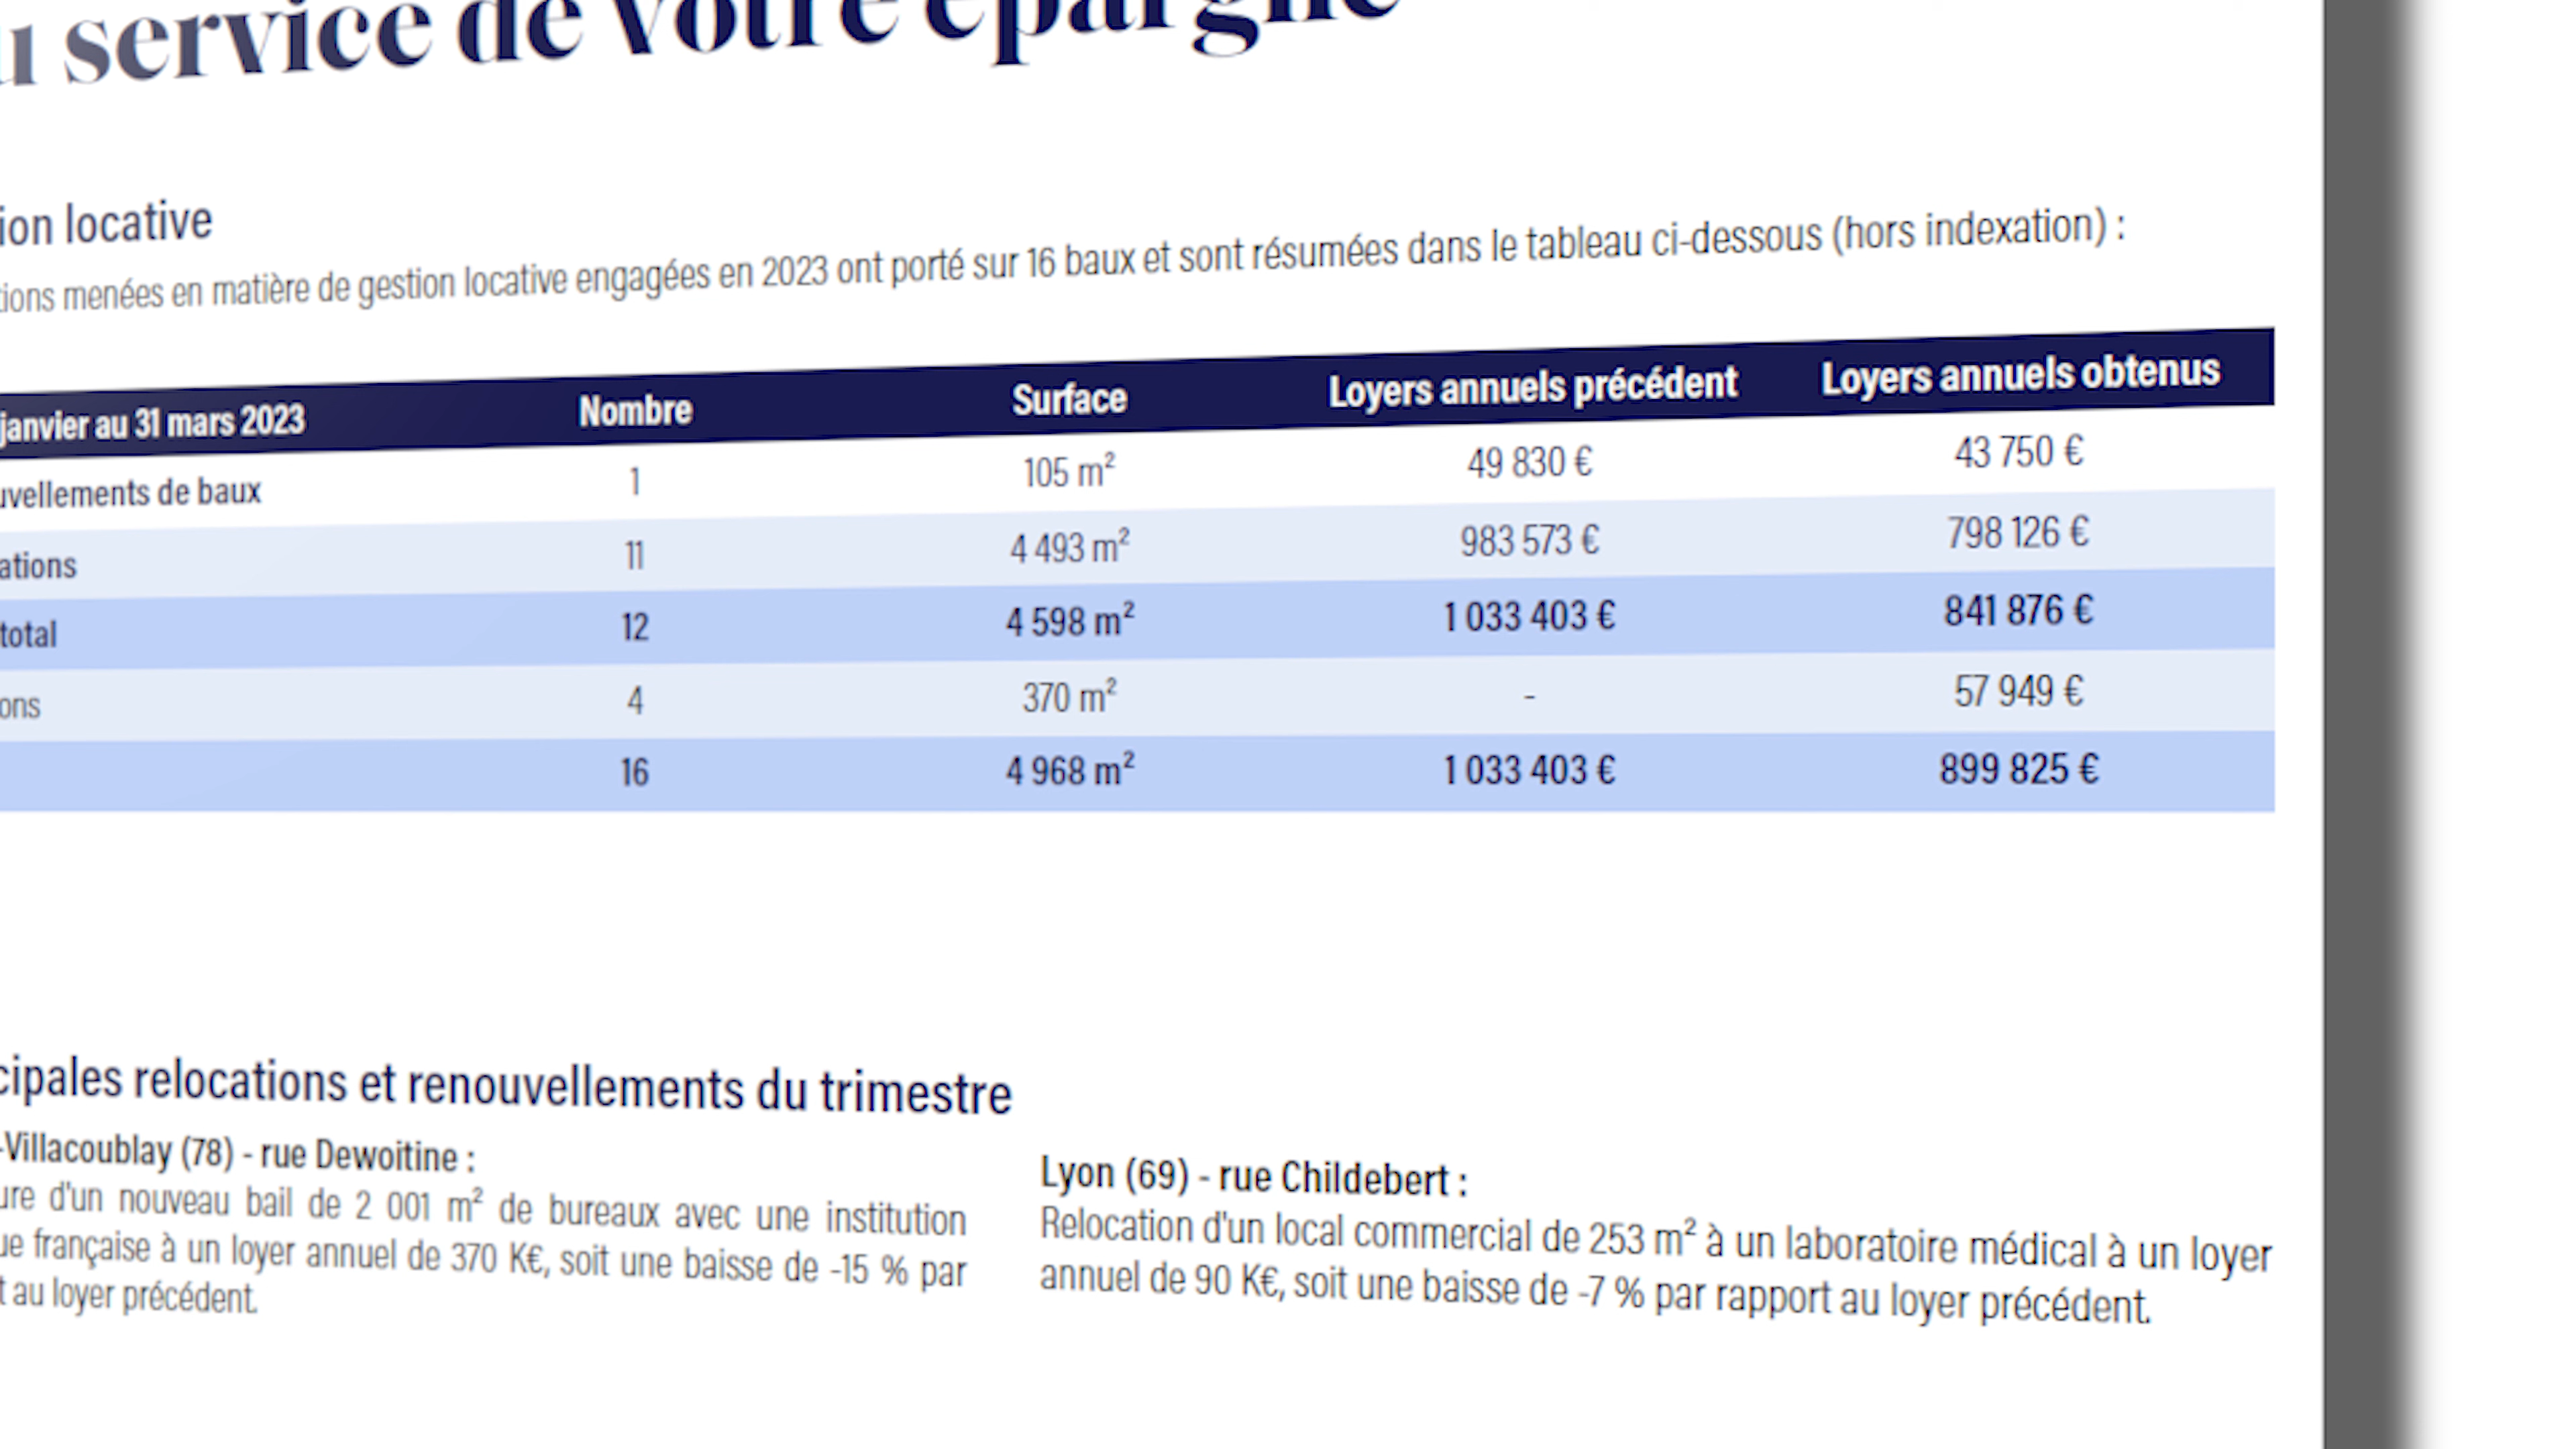 service de votre épargne
ion locative
tions menées en matière de gestion locative engagées en 2023 ont porté sur 16 baux et sont résumées dans le tableau ci-dessous (hors indexation) :
janvier au 31 mars 2023 Nombre Surface Loyers annuels précédent Loyers annuels obtenus
uvellements de baux 1 105 m² 49 830 € 43 750 €
ations 11 4 493 m² 983 573 € 798 126 €
total 12 4 598 m² 1 033 403 € 841 876 €
ons 4 370 m² - 57 949 €
16 4 968 m² 1 033 403 € 899 825 €
cipales relocations et renouvellements du trimestre
-Villacoublay (78) - rue Dewoitine :
ure d'un nouveau bail de 2 001 m² de bureaux avec une institution
ue française à un loyer annuel de 370 K€, soit une baisse de -15 % par
t au loyer précédent.
Lyon (69) - rue Childebert :
Relocation d'un local commercial de 253 m² à un laboratoire médical à un loyer
annuel de 90 K€, soit une baisse de -7 % par rapport au loyer précédent.